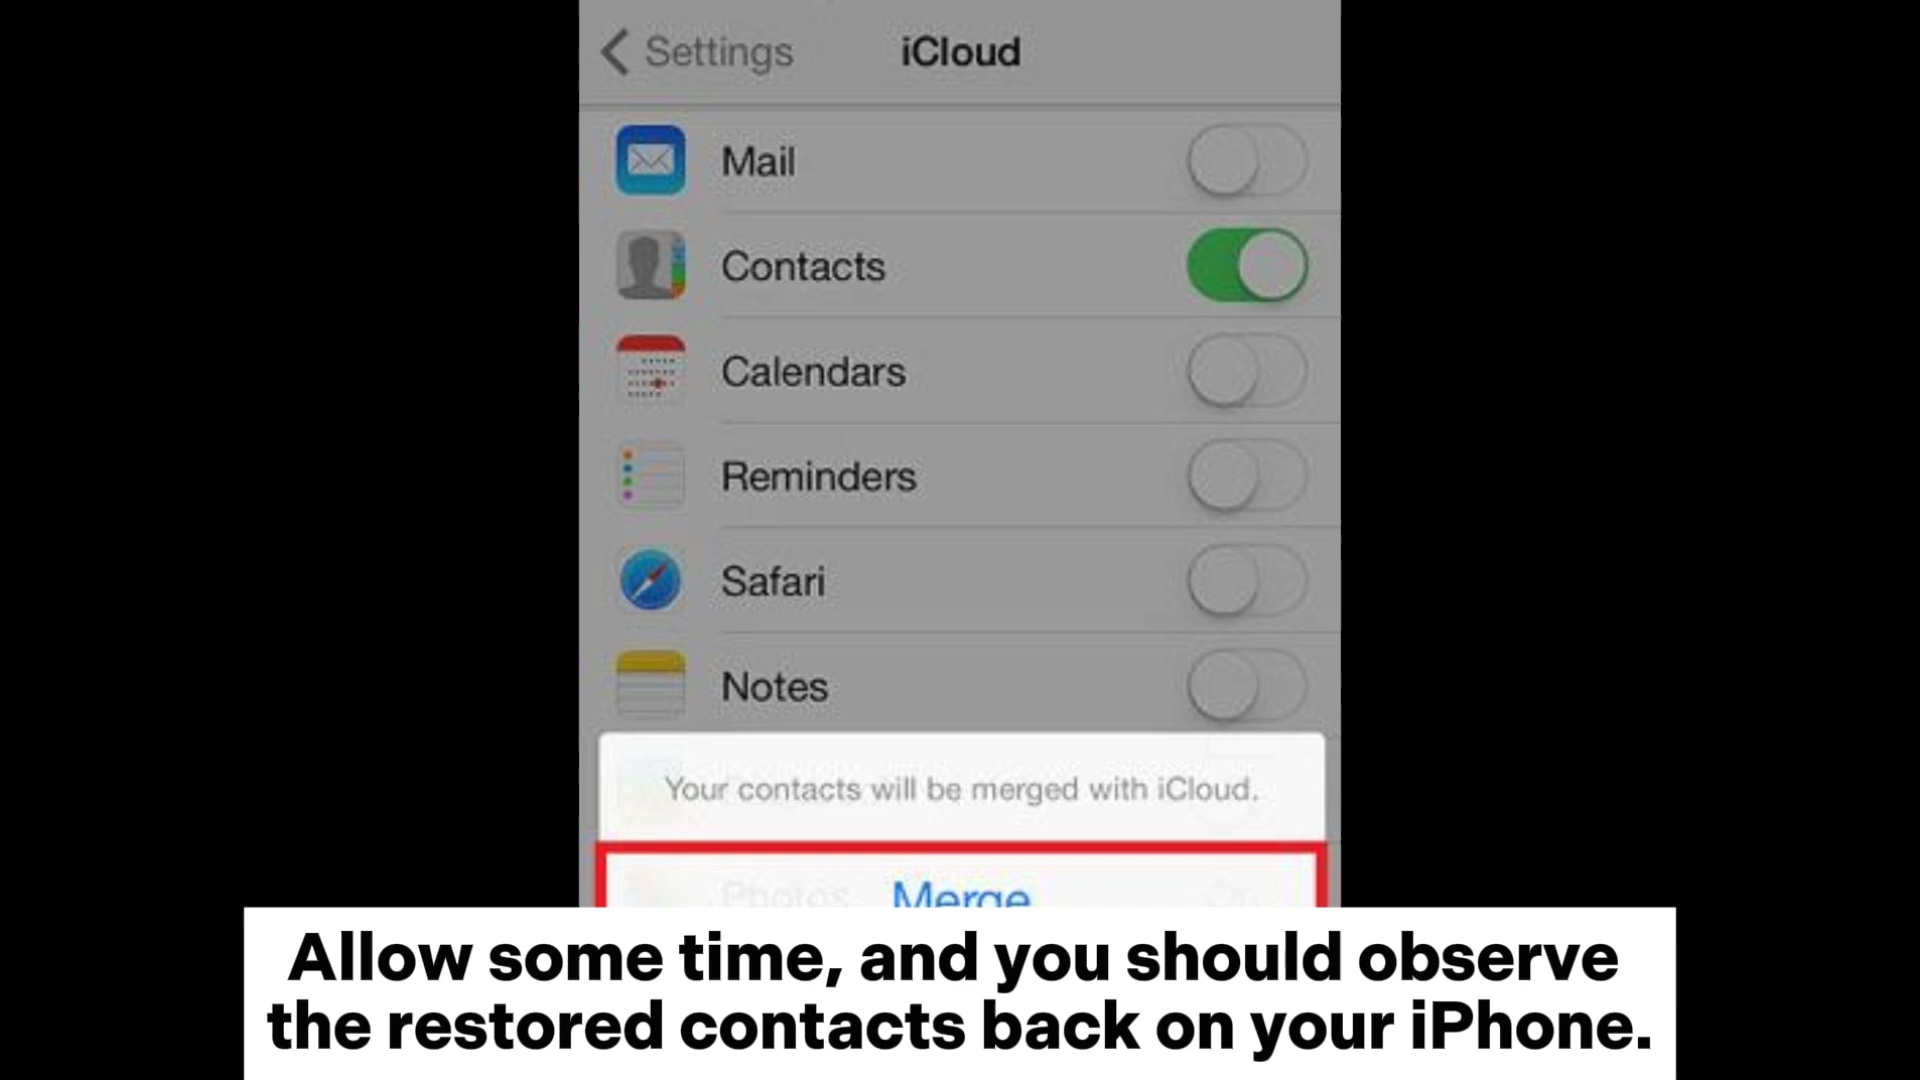 Settings
iCloud
Mail
Contacts
Calendars
Reminders
Safari
Notes
Your contacts will be merged with iCloud.
Photos
Merge
Allow some time, and you should observe
the restored contacts back on your iPhone.